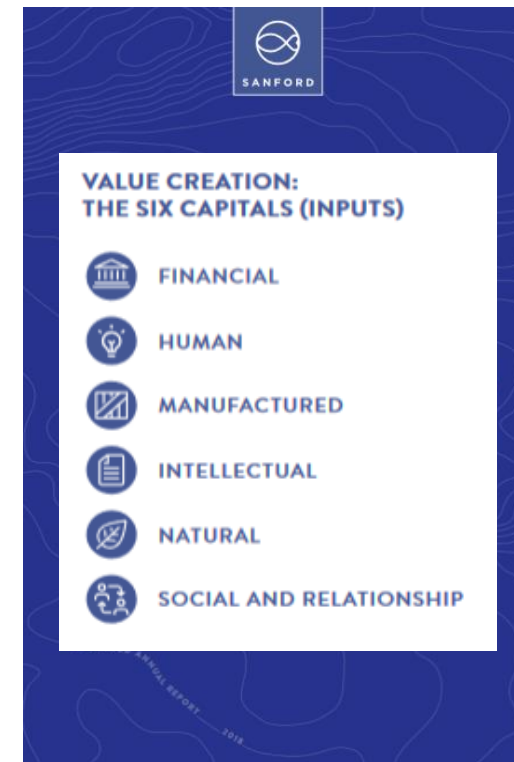 SANFORD
VALUE CREATION:
THE SIX CAPITALS (INPUTS)
FINANCIAL
HUMAN
MANUFACTURED
INTELLECTUAL
NATURAL
SOCIAL AND RELATIONSHIP
ANNUAL REPORT 2018